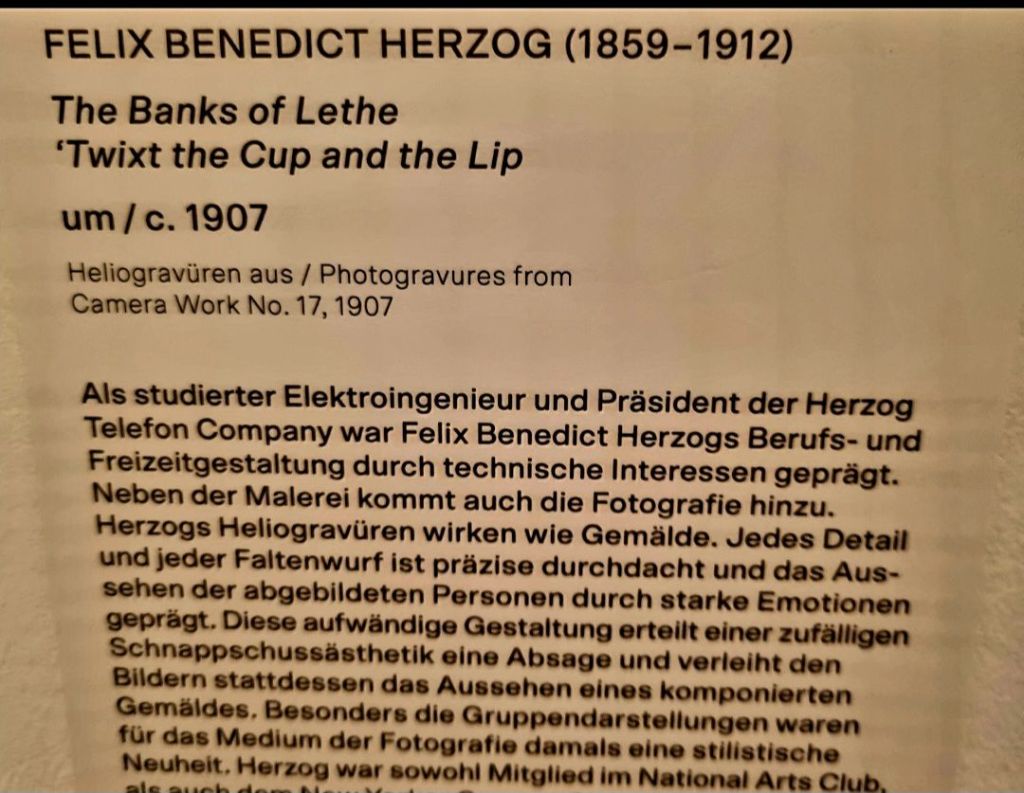 FELIX BENEDICT HERZOG (1859–1912)
The Banks of Lethe
‘Twixt the Cup and the Lip
um / c. 1907
Heliogravüren aus / Photogravures from
Camera Work No. 17, 1907
Als studierter Elektroingenieur und Präsident der Herzog
Telefon Company war Felix Benedict Herzogs Berufs- und
Freizeitgestaltung durch technische Interessen geprägt.
Neben der Malerei kommt auch die Fotografie hinzu.
Herzogs Heliogravüren wirken wie Gemälde. Jedes Detail
und jeder Faltenwurf ist präzise durchdacht und das Aus-
sehen der abgebildeten Personen durch starke Emotionen
geprägt. Diese aufwändige Gestaltung erteilt einer zufälligen
Schnappschussästhetik eine Absage und verleiht den
Bildern stattdessen das Aussehen eines komponierten
Gemäldes. Besonders die Gruppendarstellungen waren
für das Medium der Fotografie damals eine stilistische
Neuheit. Herzog war sowohl Mitglied im National Arts Club,
als auch dem New